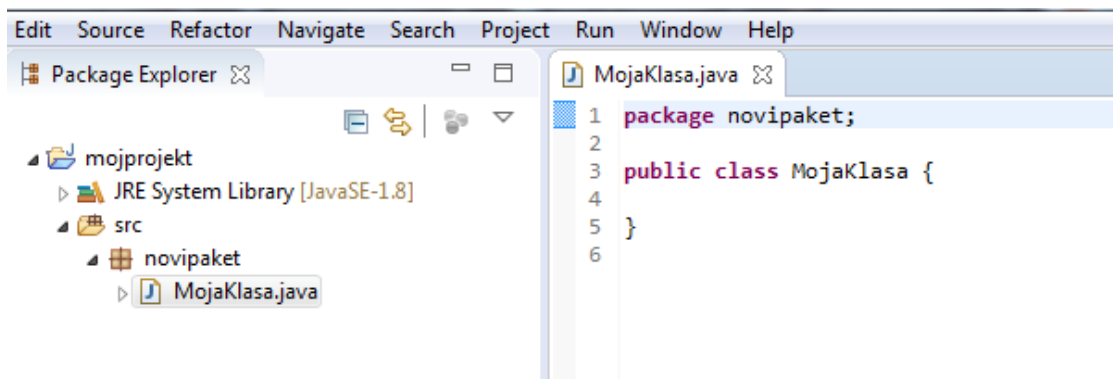 Edit Source Refactor Navigate Search Project Run Window Help
Package Explorer
mojprojekt
JRE System Library [JavaSE-1.8]
src
novipaket
MojaKlasa.java
MojaKlasa.java
1 package novipaket;
2
3 public class MojaKlasa {
4
5 }
6